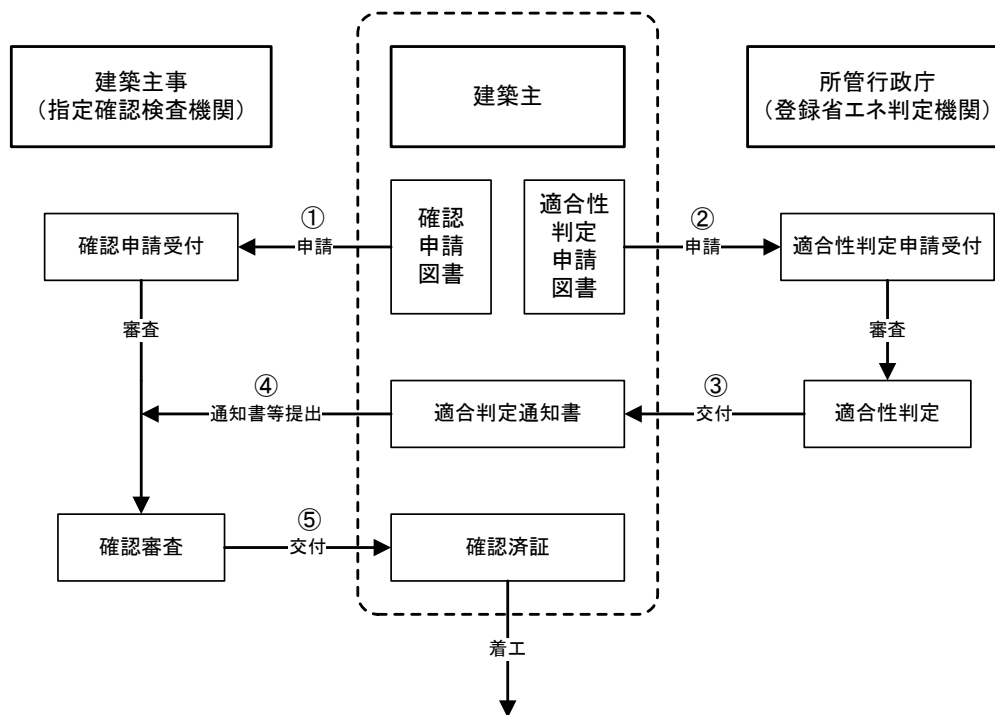 建築主事
（指定確認検査機関）
建築主
所管行政庁
（登録省エネ判定機関）
確認申請受付
①
申請
確認
申請
図書
適合性
判定
申請
図書
②
申請
適合性判定申請受付
審査
審査
④
通知書等提出
適合判定通知書
③
交付
適合性判定
確認審査
⑤
交付
確認済証
着工